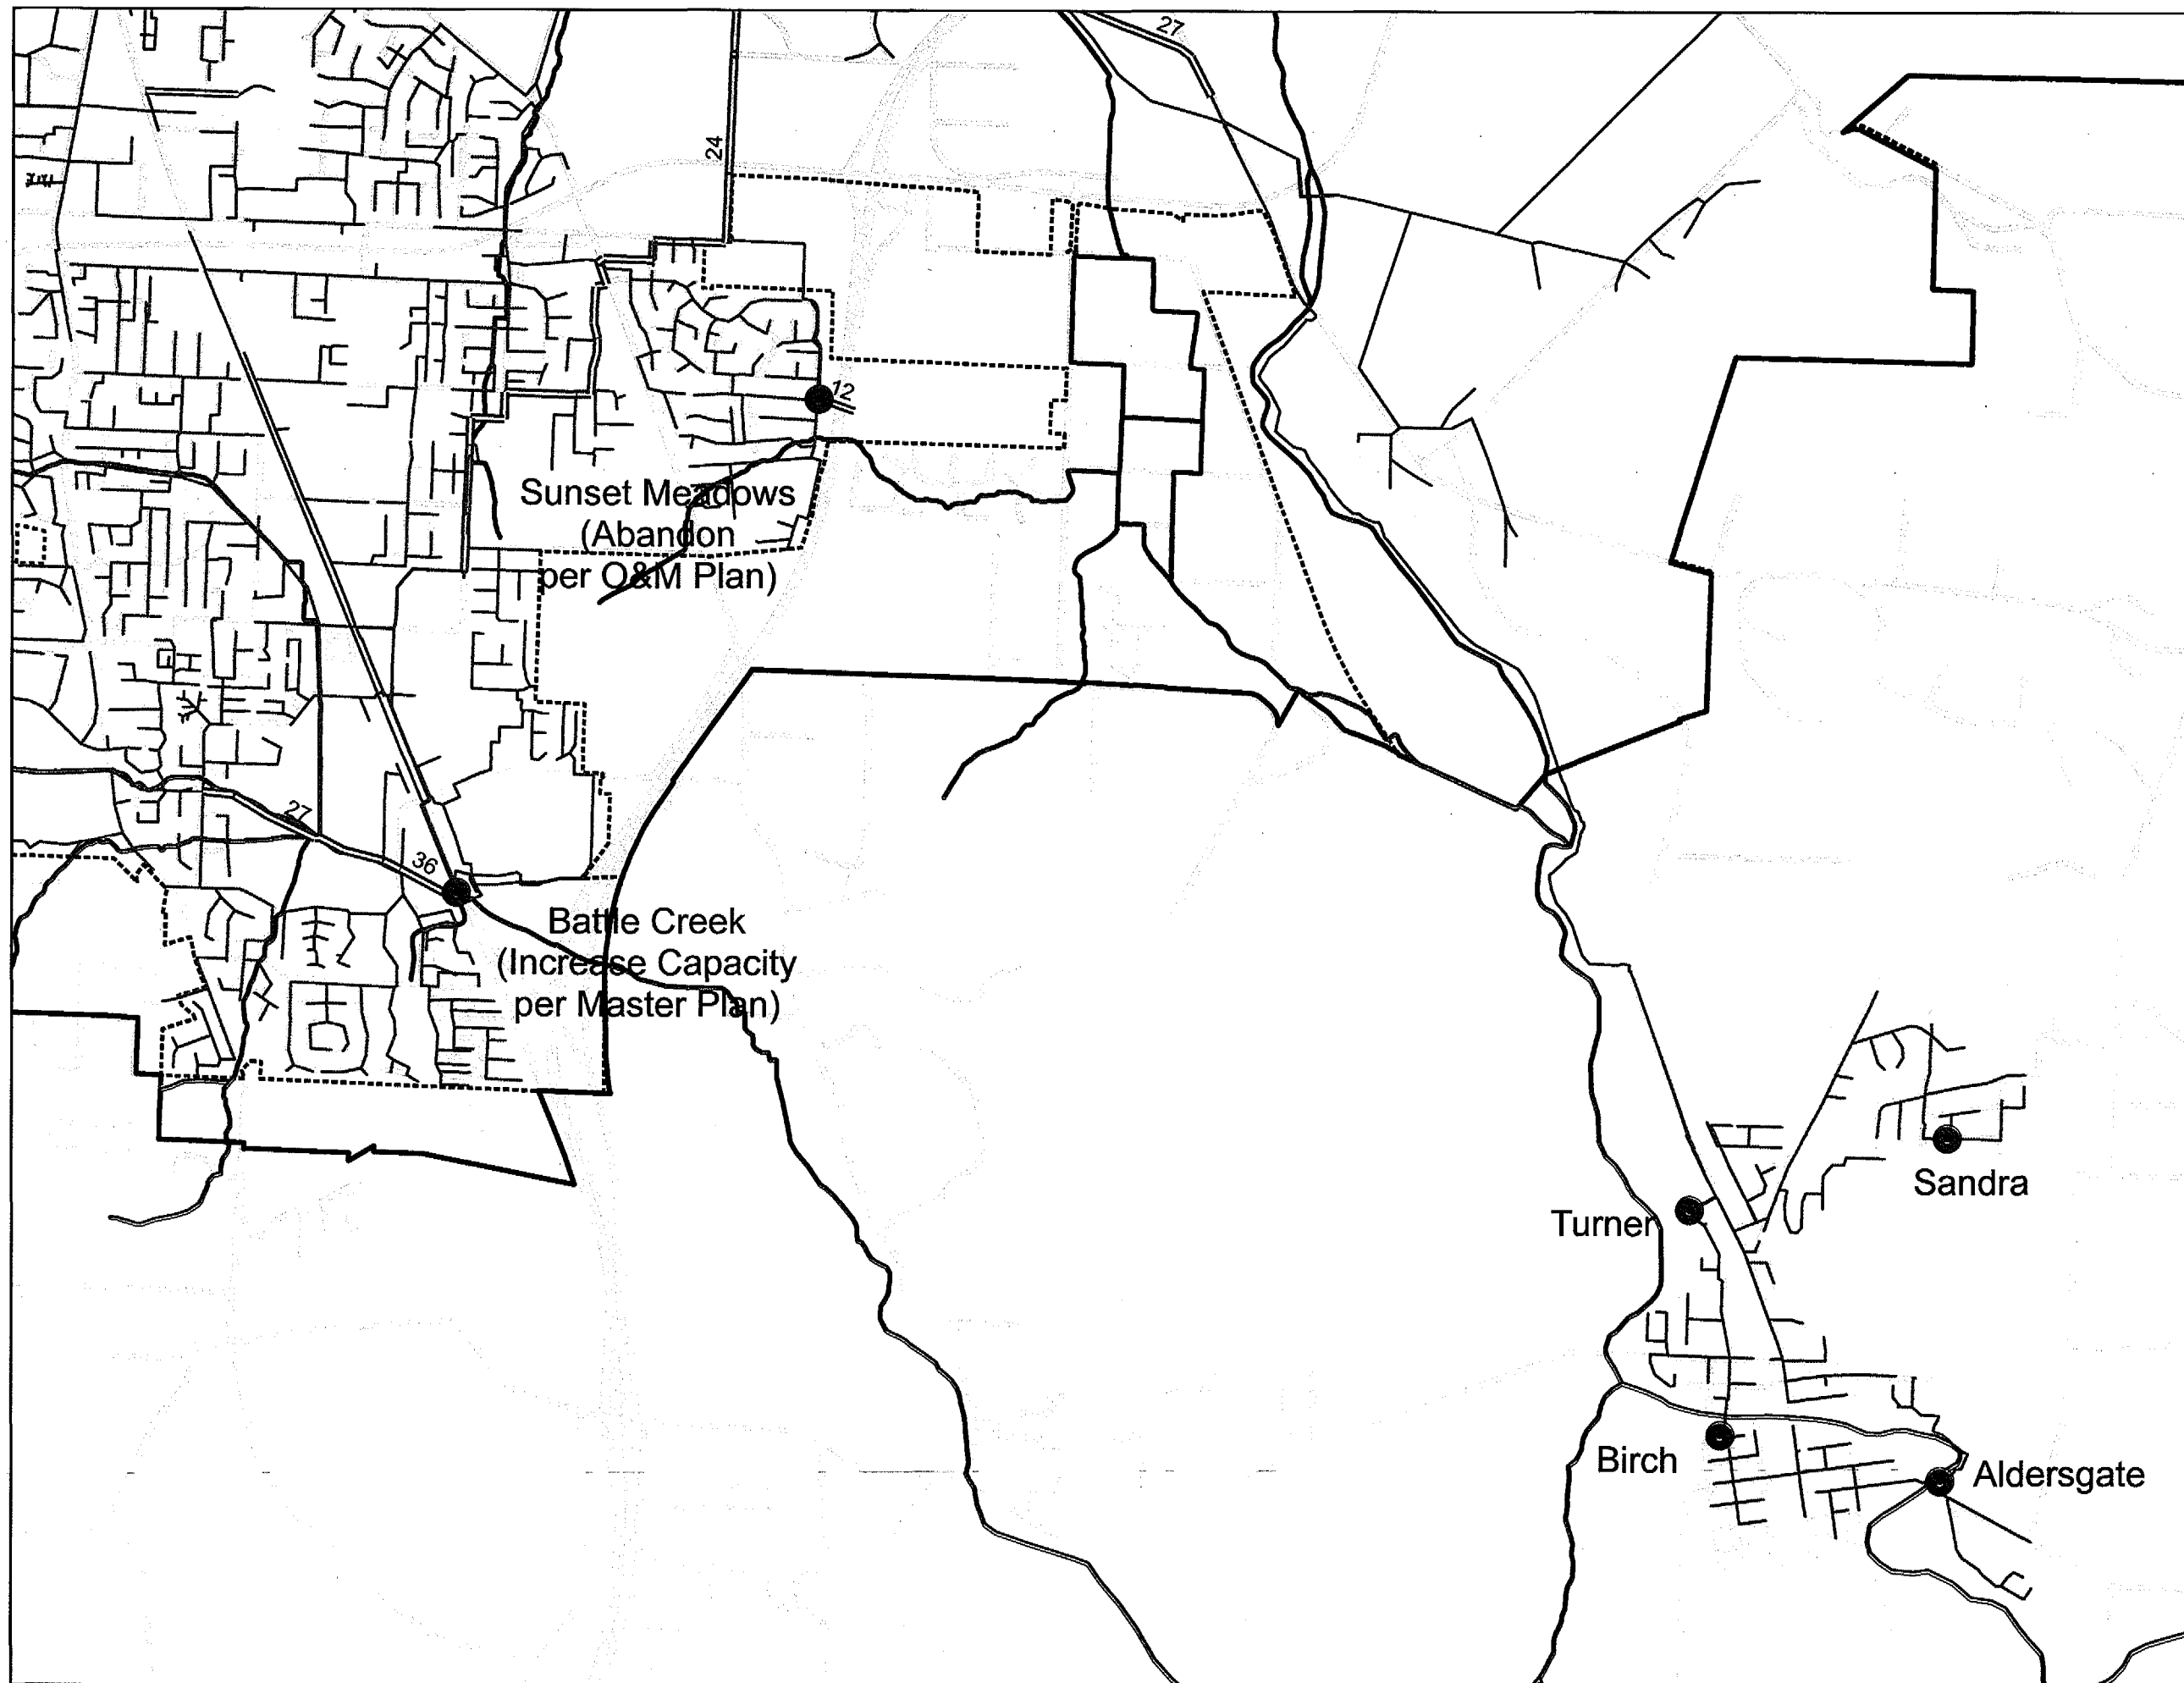 27
24
12
Sunset Meadows
(Abandon
per O&M Plan)
27
36
Battle Creek
(Increase Capacity
per Master Plan)
Sandra
Turner
Birch
Aldersgate